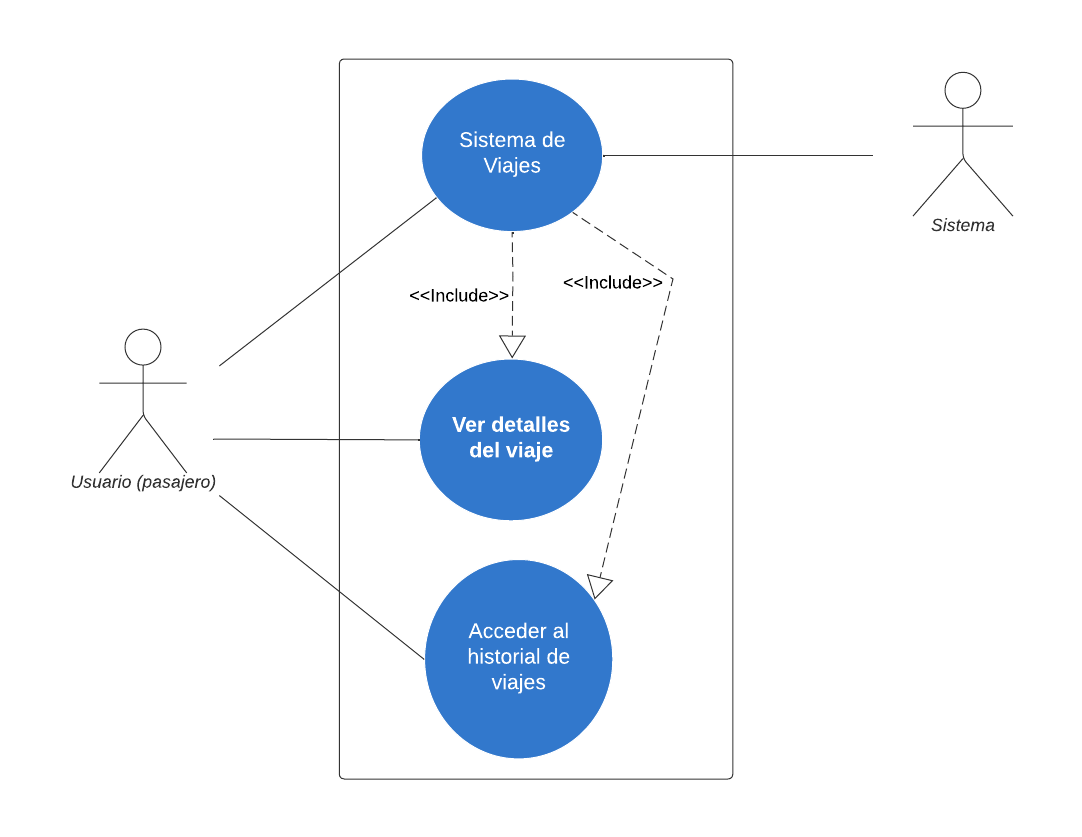 Sistema de
Viajes
Sistema
<<Include>>
<<Include>>
Ver detalles
del viaje
Usuario (pasajero)
Acceder al
historial de
viajes